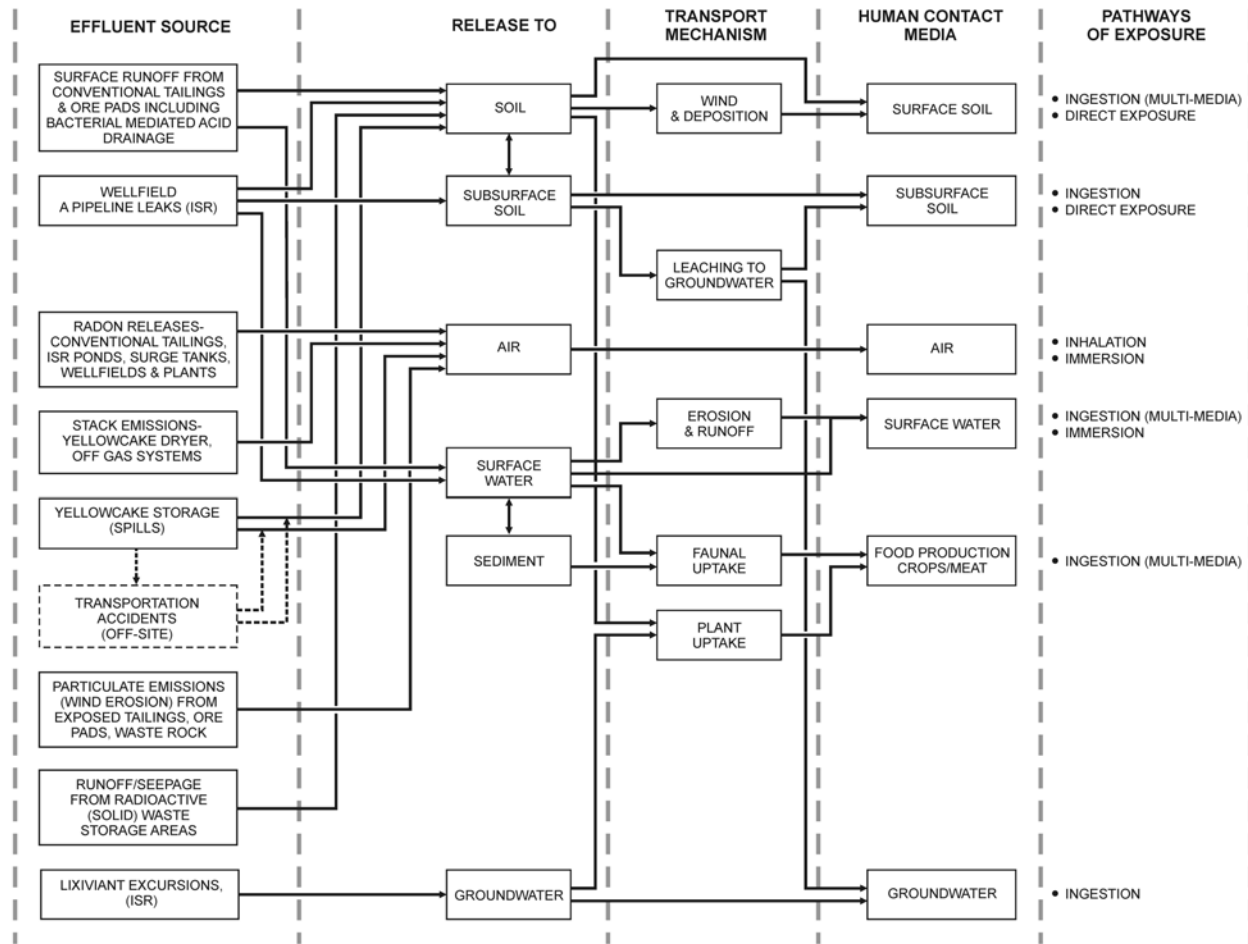 EFFLUENT SOURCE
RELEASE TO
TRANSPORT
MECHANISM
HUMAN CONTACT
MEDIA
PATHWAYS
OF EXPOSURE
SURFACE RUNOFF FROM
CONVENTIONAL TAILINGS
& ORE PADS INCLUDING
BACTERIAL MEDIATED ACID
DRAINAGE
SOIL
WIND
& DEPOSITION
SURFACE SOIL
• INGESTION (MULTI-MEDIA)
• DIRECT EXPOSURE
WELLFIELD
A PIPELINE LEAKS (ISR)
SUBSURFACE
SOIL
SUBSURFACE
SOIL
• INGESTION
• DIRECT EXPOSURE
LEACHING TO
GROUNDWATER
RADON RELEASES-
CONVENTIONAL TAILINGS,
ISR PONDS, SURGE TANKS,
WELLFIELDS & PLANTS
AIR
AIR
• INHALATION
• IMMERSION
STACK EMISSIONS-
YELLOWCAKE DRYER,
OFF GAS SYSTEMS
EROSION
& RUNOFF
SURFACE WATER
• INGESTION (MULTI-MEDIA)
• IMMERSION
SURFACE
WATER
YELLOWCAKE STORAGE
(SPILLS)
SEDIMENT
FAUNAL
UPTAKE
FOOD PRODUCTION
CROPS/MEAT
• INGESTION (MULTI-MEDIA)
TRANSPORTATION
ACCIDENTS
(OFF-SITE)
PLANT
UPTAKE
PARTICULATE EMISSIONS
(WIND EROSION) FROM
EXPOSED TAILINGS, ORE
PADS, WASTE ROCK
RUNOFF/SEEPAGE
FROM RADIOACTIVE
(SOLID) WASTE
STORAGE AREAS
LIXIVIANT EXCURSIONS,
(ISR)
GROUNDWATER
GROUNDWATER
• INGESTION